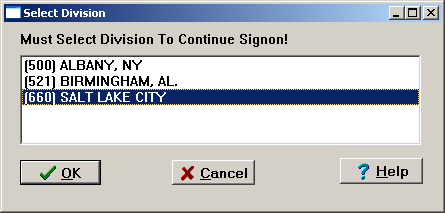 Select Division
Must Select Division To Continue Signon!
(500) ALBANY, NY
(521) BIRMINGHAM, AL.
(660) SALT LAKE CITY
OK
Cancel
? Help